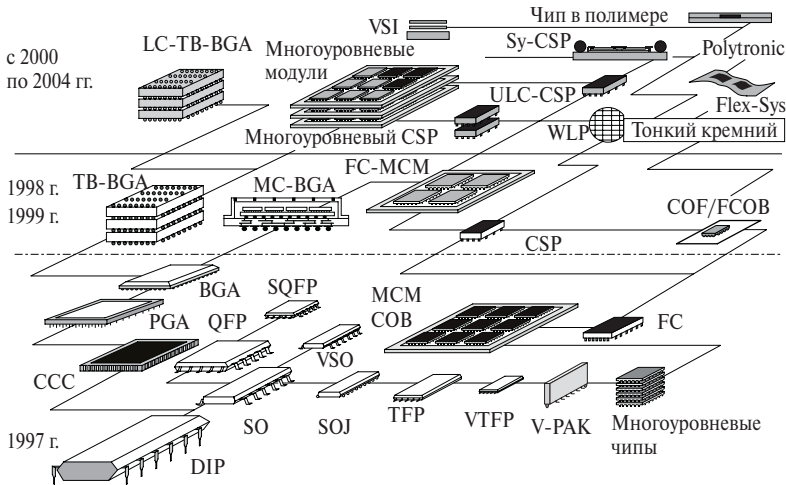 VSI
Чип в полимере
LC-TB-BGA
Многоуровневые
модули
Sy-CSP
Polytronic
с 2000
по 2004 гг.
ULC-CSP
Flex-Sys
Многоуровневый CSP
WLP
Тонкий кремний
1998 г.
1999 г.
TB-BGA
MC-BGA
FC-MCM
COF/FCOB
CSP
BGA
SQFP
MCM
COB
PGA
QFP
VSO
FC
CCC
SO
SOJ
TFP
VTFP
V-PAK
Многоуровневые
чипы
1997 г.
DIP